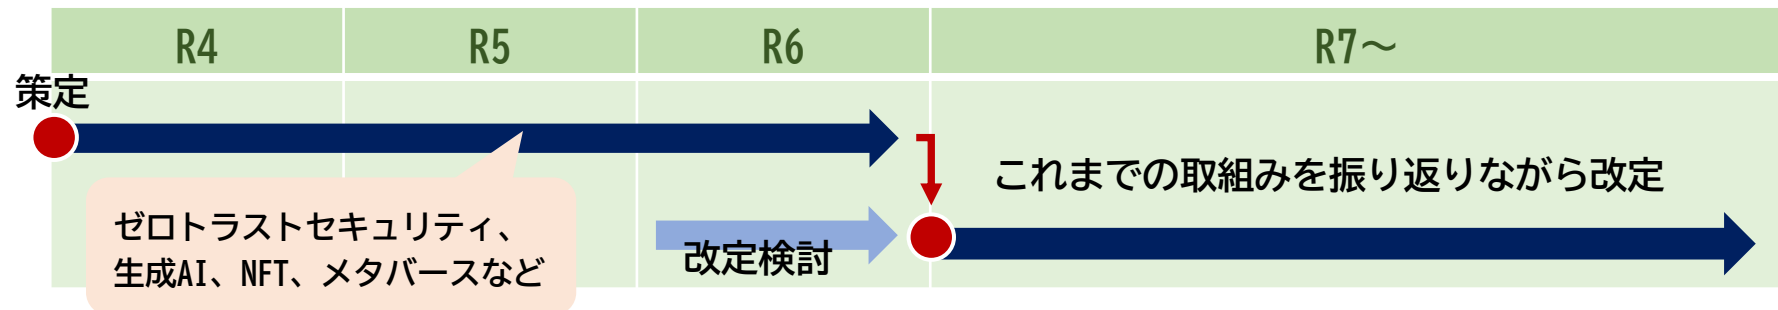 R4 R5 R6 R7～
策定
これまでの取組みを振り返りながら改定
ゼロトラストセキュリティ、
生成AI、NFT、メタバースなど
改定検討